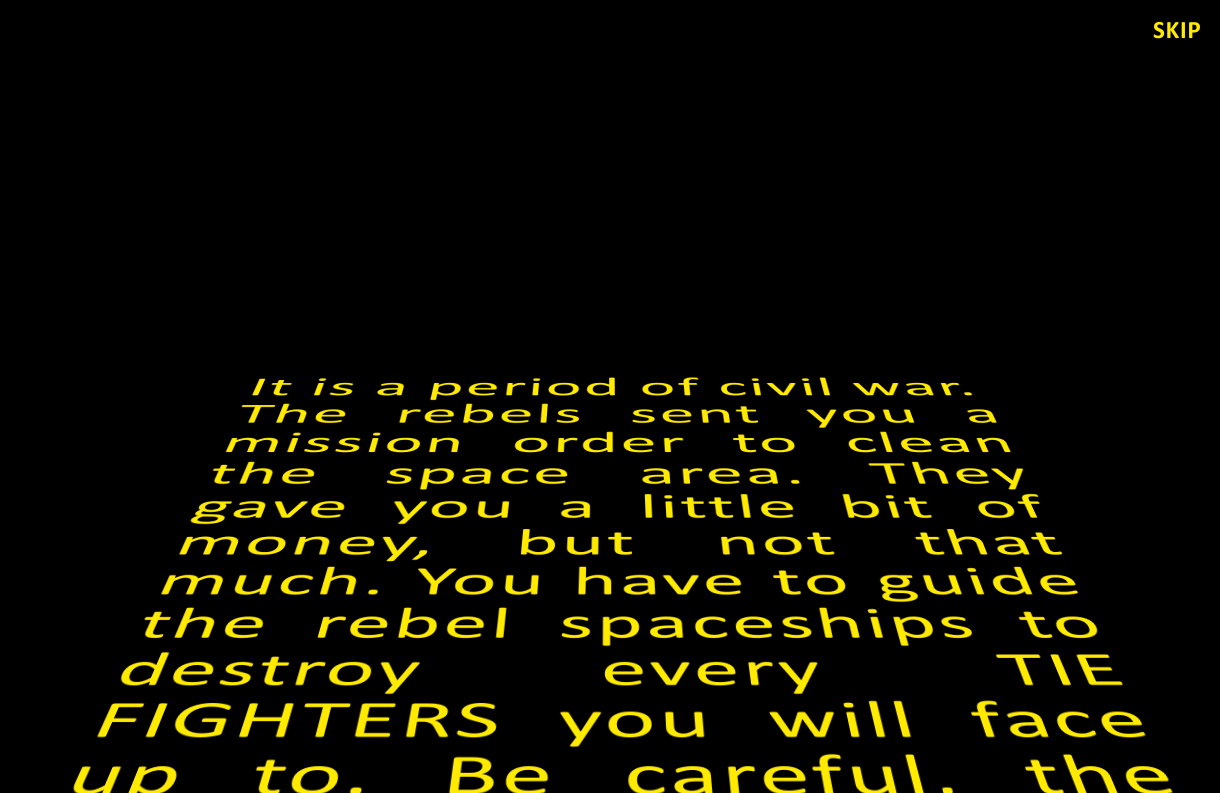 SKIP
It is a period of civil war.
The rebels sent you a
mission order to clean
the space area. They
gave you a little bit of
money, but not that
much. You have to guide
the rebel spaceships to
destroy every TIE
FIGHTERS you will face
up to. Be careful, the